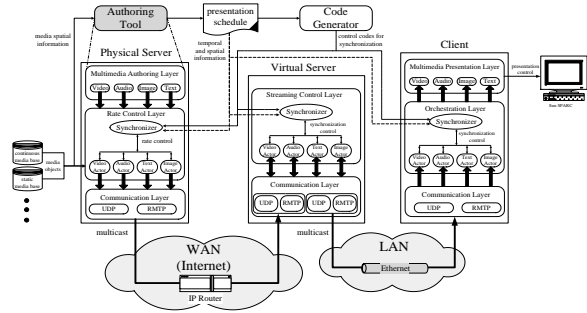 media spatial
information
Authoring
Tool
presentation
schedule
Code
Generator
temporal
and spatial
information
control codes for
synchronization
Physical Server
Virtual Server
Client
Multimedia Authoring Layer
Video Audio Image Text
Rate Control Layer
Synchronizer
rate control
Video Actor
Audio Actor
Text Actor
Image Actor
Communication Layer
UDP RMTP
continuous
media base
static
media base
media
objects
Streaming Control Layer
Synchronizer
synchronization
control
Video Actor
Audio Actor
Text Actor
Image Actor
Communication Layer
UDP RMTP UDP RMTP
Multimedia Presentation Layer
Video Audio Image Text
Orchestration Layer
Synchronizer
synchronization
control
Video Actor
Audio Actor
Text Actor
Image Actor
Communication Layer
UDP RMTP
presentation
control
Sun SPARC
multicast
WAN
(Internet)
IP Router
multicast
LAN
Ethernet